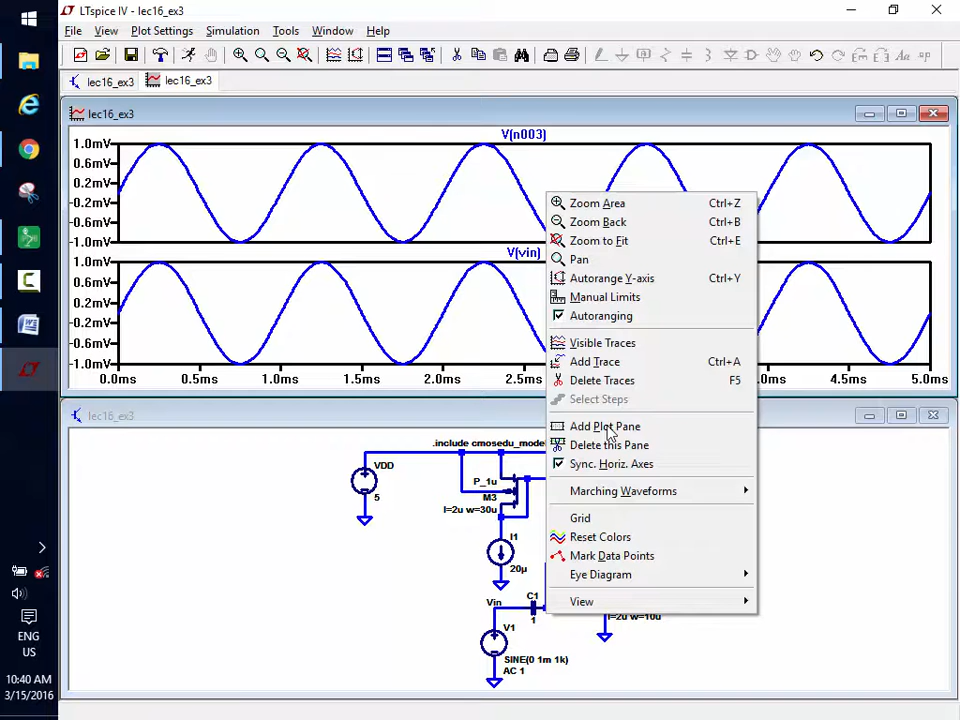 LTspice IV - lec16_ex3
File View Plot Settings Simulation Tools Window Help
lec16_ex3 lec16_ex3
lec16_ex3
V(n003)
1.0mV
0.6mV
0.2mV
-0.2mV
-0.6mV
-1.0mV
V(vin)
1.0mV
0.6mV
0.2mV
-0.2mV
-0.6mV
-1.0mV
0.0ms 0.5ms 1.0ms 1.5ms 2.0ms 2.5ms .0ms 4.5ms 5.0ms
Zoom Area Ctrl+Z
Zoom Back Ctrl+B
Zoom to Fit Ctrl+E
Pan
Autorange Y-axis Ctrl+Y
Manual Limits
Autoranging
Visible Traces
Add Trace Ctrl+A
Delete Traces F5
Select Steps
Add Plot Pane
Delete this Pane
Sync. Horiz. Axes
Marching Waveforms
Grid
Reset Colors
Mark Data Points
Eye Diagram
View
lec16_ex3
.include cmosedu_model
VDD
5
P_1u
M3
l=2u w=30u
I1
20µ
Vin
C1
1
V1
SINE(0 1m 1k)
AC 1
l=2u w=10u
ENG
US
10:40 AM
3/15/2016